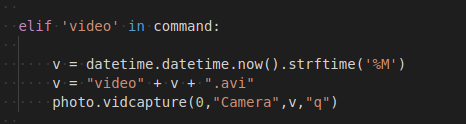 elif 'video' in command:
v = datetime.datetime.now().strftime('%M')
v = "video" + v + ".avi"
photo.vidcapture(0,"Camera",v,"q")